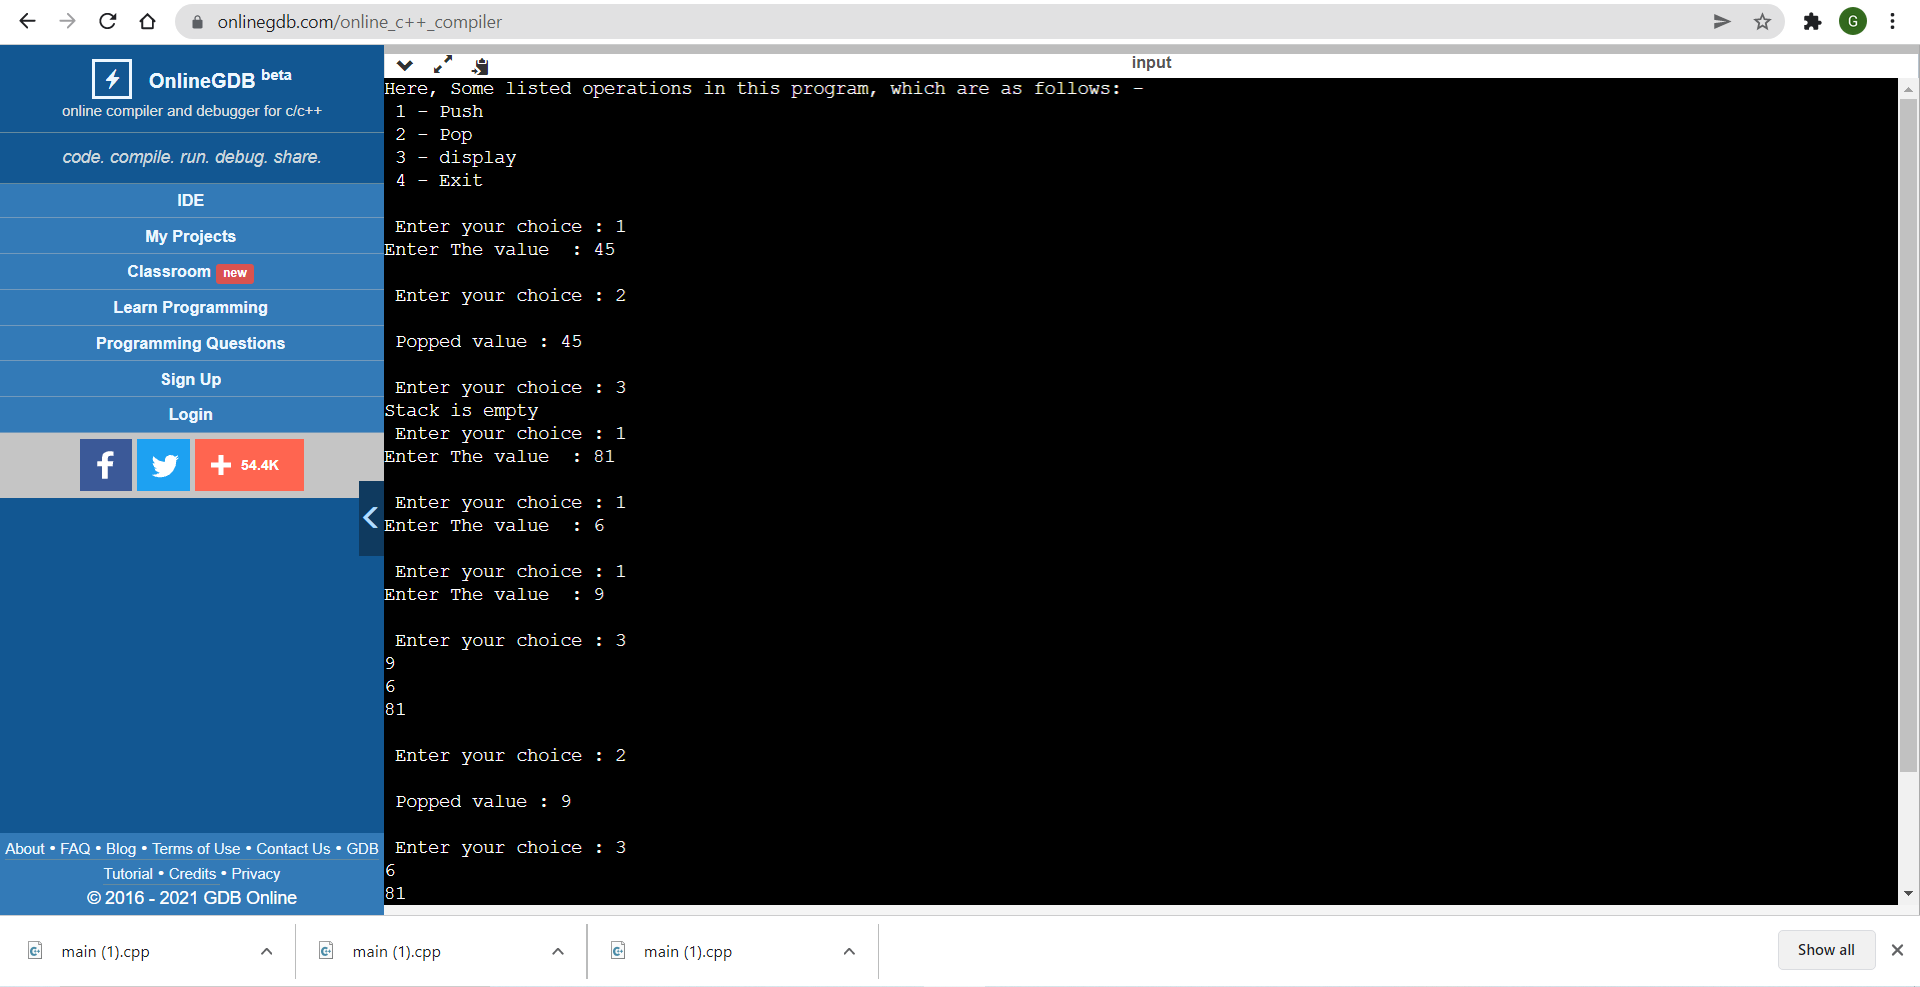 onlinegdb.com/online_c++_compiler
G
OnlineGDB beta
online compiler and debugger for c/c++
code. compile. run. debug. share.
IDE
My Projects
Classroom new
Learn Programming
Programming Questions
Sign Up
Login
54.4K
About • FAQ • Blog • Terms of Use • Contact Us • GDB
Tutorial • Credits • Privacy
© 2016 - 2021 GDB Online
input
Here, Some listed operations in this program, which are as follows: -
1 - Push
2 - Pop
3 - display
4 - Exit
Enter your choice : 1
Enter The value  : 45
Enter your choice : 2
Popped value : 45
Enter your choice : 3
Stack is empty
Enter your choice : 1
Enter The value  : 81
Enter your choice : 1
Enter The value  : 6
Enter your choice : 1
Enter The value  : 9
Enter your choice : 3
9
6
81
Enter your choice : 2
Popped value : 9
Enter your choice : 3
6
81
main (1).cpp
main (1).cpp
main (1).cpp
Show all